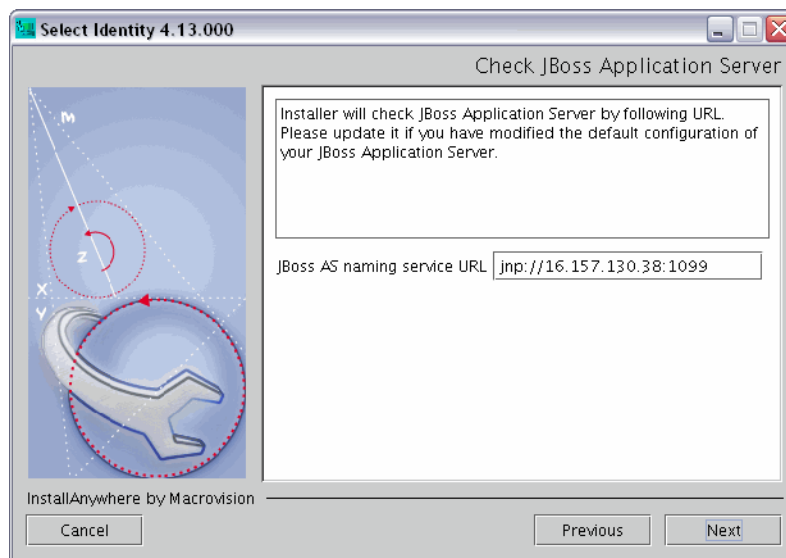 Select Identity 4.13.000
Check JBoss Application Server
M
Z
X
Y
Installer will check JBoss Application Server by following URL.
Please update it if you have modified the default configuration of
your JBoss Application Server.
JBoss AS naming service URL jnp://16.157.130.38:1099
InstallAnywhere by Macrovision
Cancel Previous Next